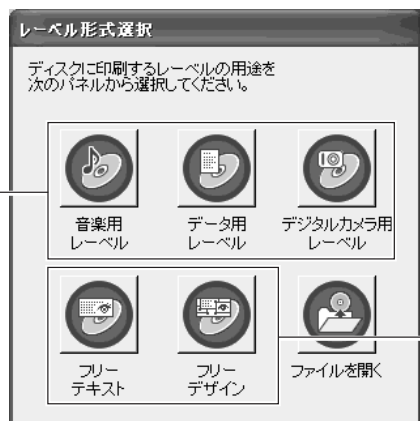 レーベル形式選択
ディスクに印刷するレーベルの用途を
次のパネルから選択してください。
音楽用
レーベル
データ用
レーベル
デジタルカメラ用
レーベル
フリー
テキスト
フリー
デザイン
ファイルを開く